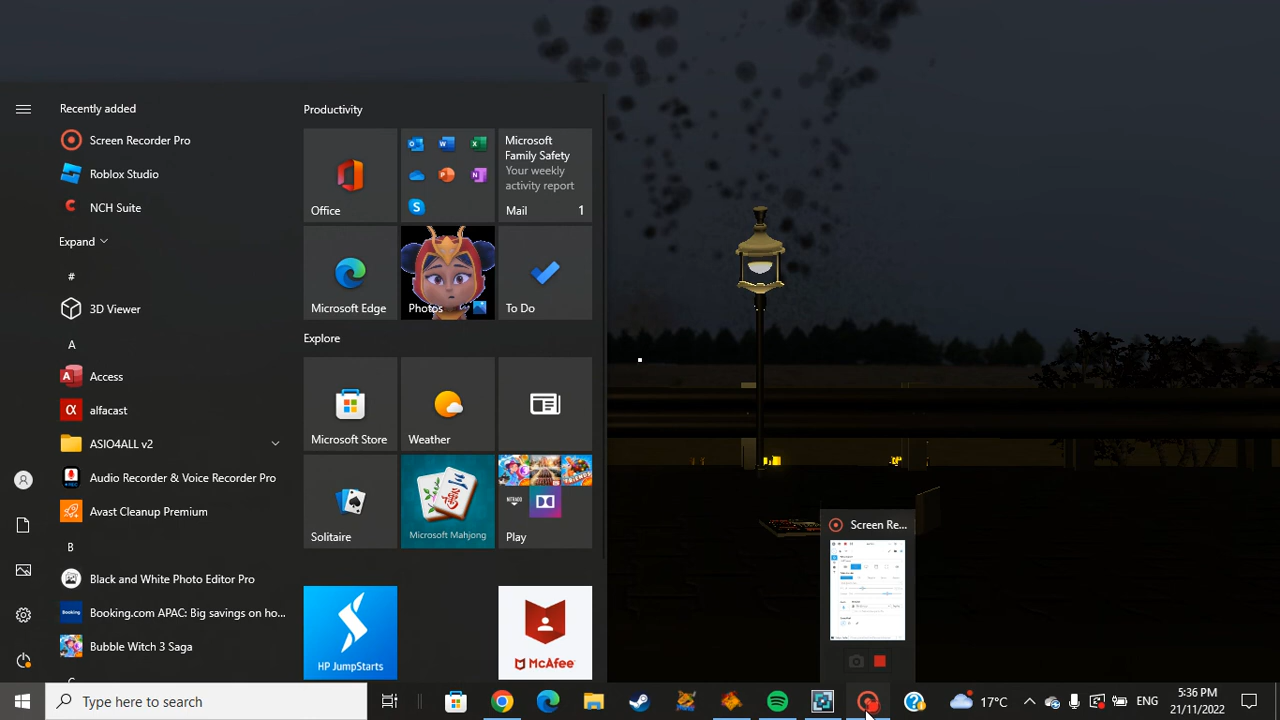 Recently added
Screen Recorder Pro
Roblox Studio
NCH Suite
Expand
#
3D Viewer
A
Access
alfacast
ASIO4ALL v2
Audio Recorder & Voice Recorder Pro
Avast Cleanup Premium
B
Black and White Photo Editor Pro
Booking.com
Booking.comEMEAC: Big savings on ho...
Bubble Witch 3 Saga
Productivity
Office
Microsoft
Family Safety
Your weekly
activity report
Mail 1
Microsoft Edge
Photos
To Do
Explore
Microsoft Store
Weather
Solitaire
Microsoft Mahjong
NITRADO
Play
HP JumpStarts
McAfee
Screen Re...
Type here to search
17°C
ENG
5:39 PM
21/11/2022